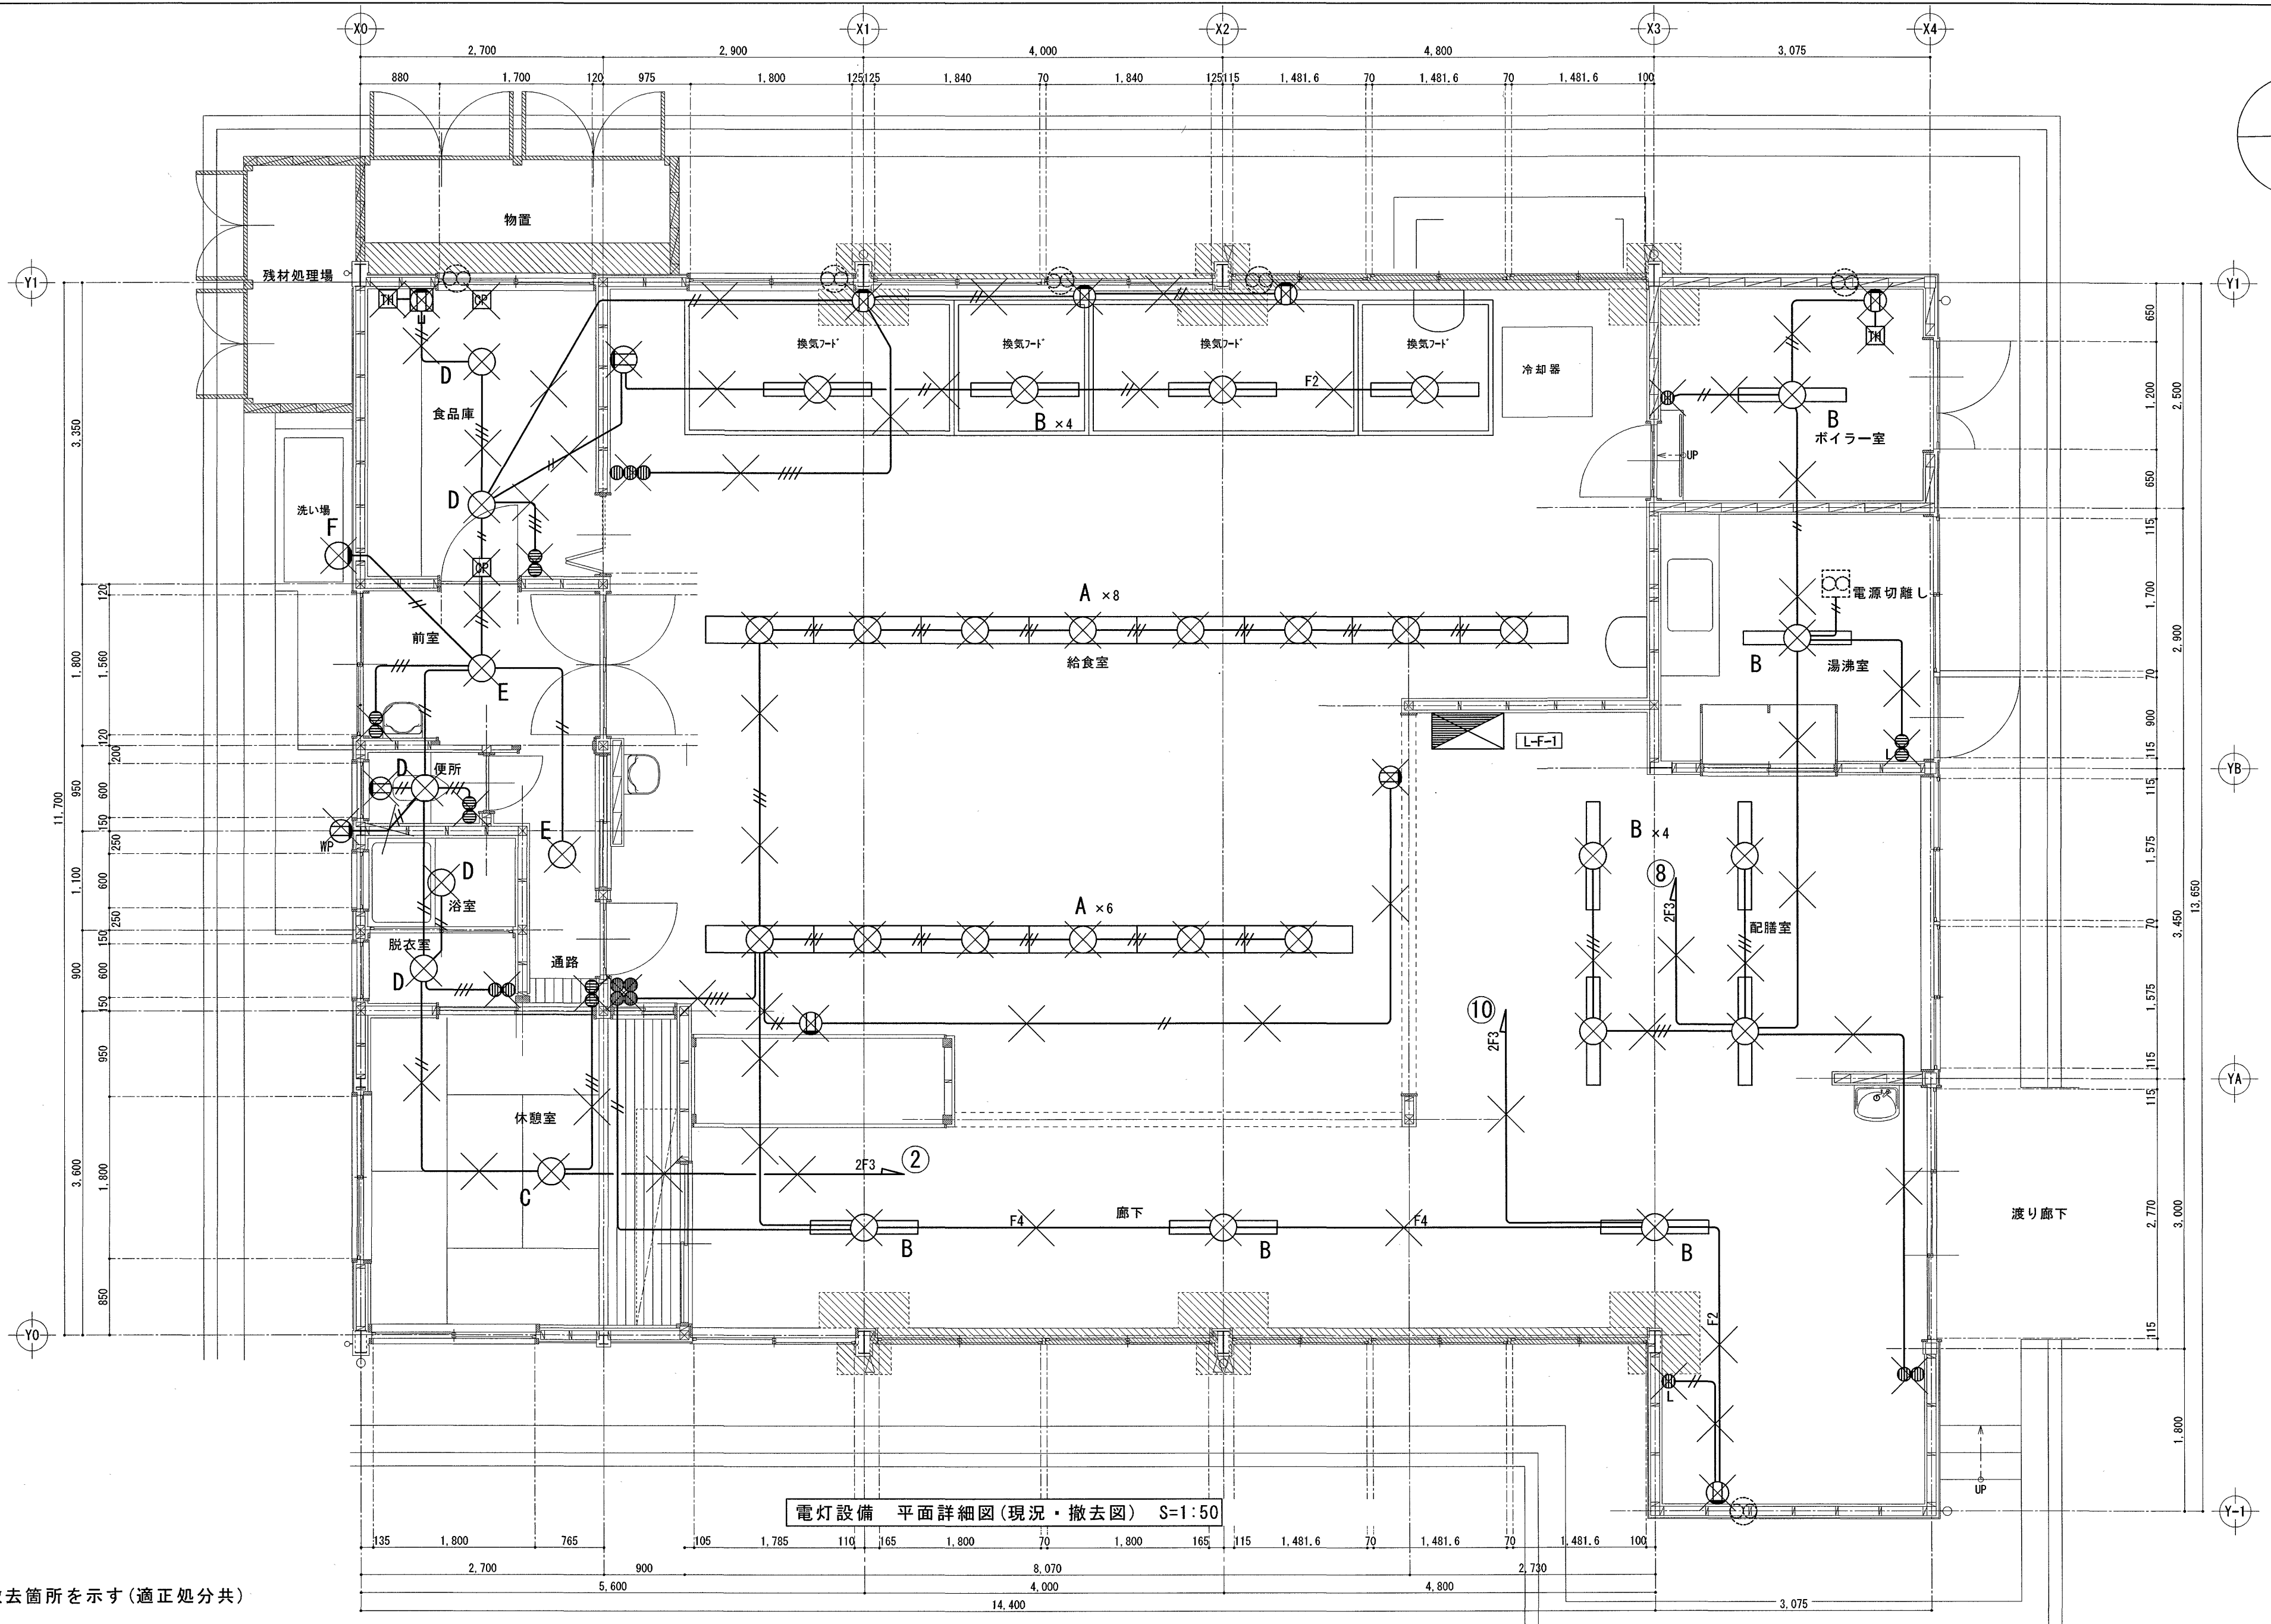 X0 X1 X2 X3 X4
2,700 2,900 4,000 4,800 3,075
880 1,700 120 975 1,800 125 125 1,840 70 1,840 125 115 1,481.6 70 1,481.6 70 1,481.6 100
物置
残材処理場
Y1 Y1
TH CP
換気フード 換気フード 換気フード 換気フード
冷却器
TH
D
食品庫
F2
B ×4
B
ボイラー室
UP
D
洗い場
F
CP
A ×8
電源切離し
前室
給食室
E
B
湯沸室
L-F-1
L
D 便所
YB
WP
E
B ×4
D
浴室
8
2F3
配膳室
A ×6
脱衣室
D
通路
10
2F3
YA
休憩室
2F3 2
C
F4 廊下 F4
B B B
渡り廊下
F2
Y0
L
UP
Y-1
電灯設備 平面詳細図(現況・撤去図) S=1:50
3,350
1,800
950
1,100
900
3,600
11,700
120
1,560
120
200
600
150
250
600
250
150
600
150
950
1,800
850
650
1,200
650
115
1,700
70
900
115
115
1,575
70
1,575
115
115
2,770
115
2,500
2,900
3,450
3,000
1,800
13,650
135 1,800 765 105 1,785 110 165 1,800 70 1,800 165 115 1,481.6 70 1,481.6 70 1,481.6 100
2,700 900 8,070 2,730
5,600 4,000 4,800
14,400 3,075
去箇所を示す(適正処分共)